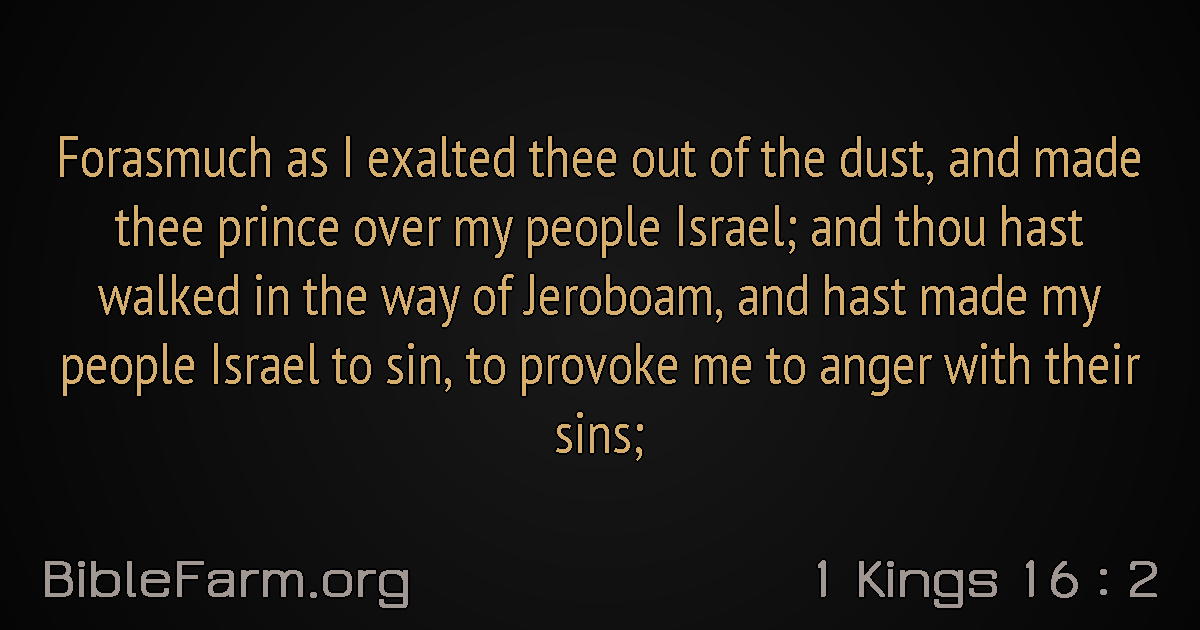 Forasmuch as I exalted thee out of the dust, and made
thee prince over my people Israel; and thou hast
walked in the way of Jeroboam, and hast made my
people Israel to sin, to provoke me to anger with their
sins;
BibleFarm.org
1 Kings 16 : 2